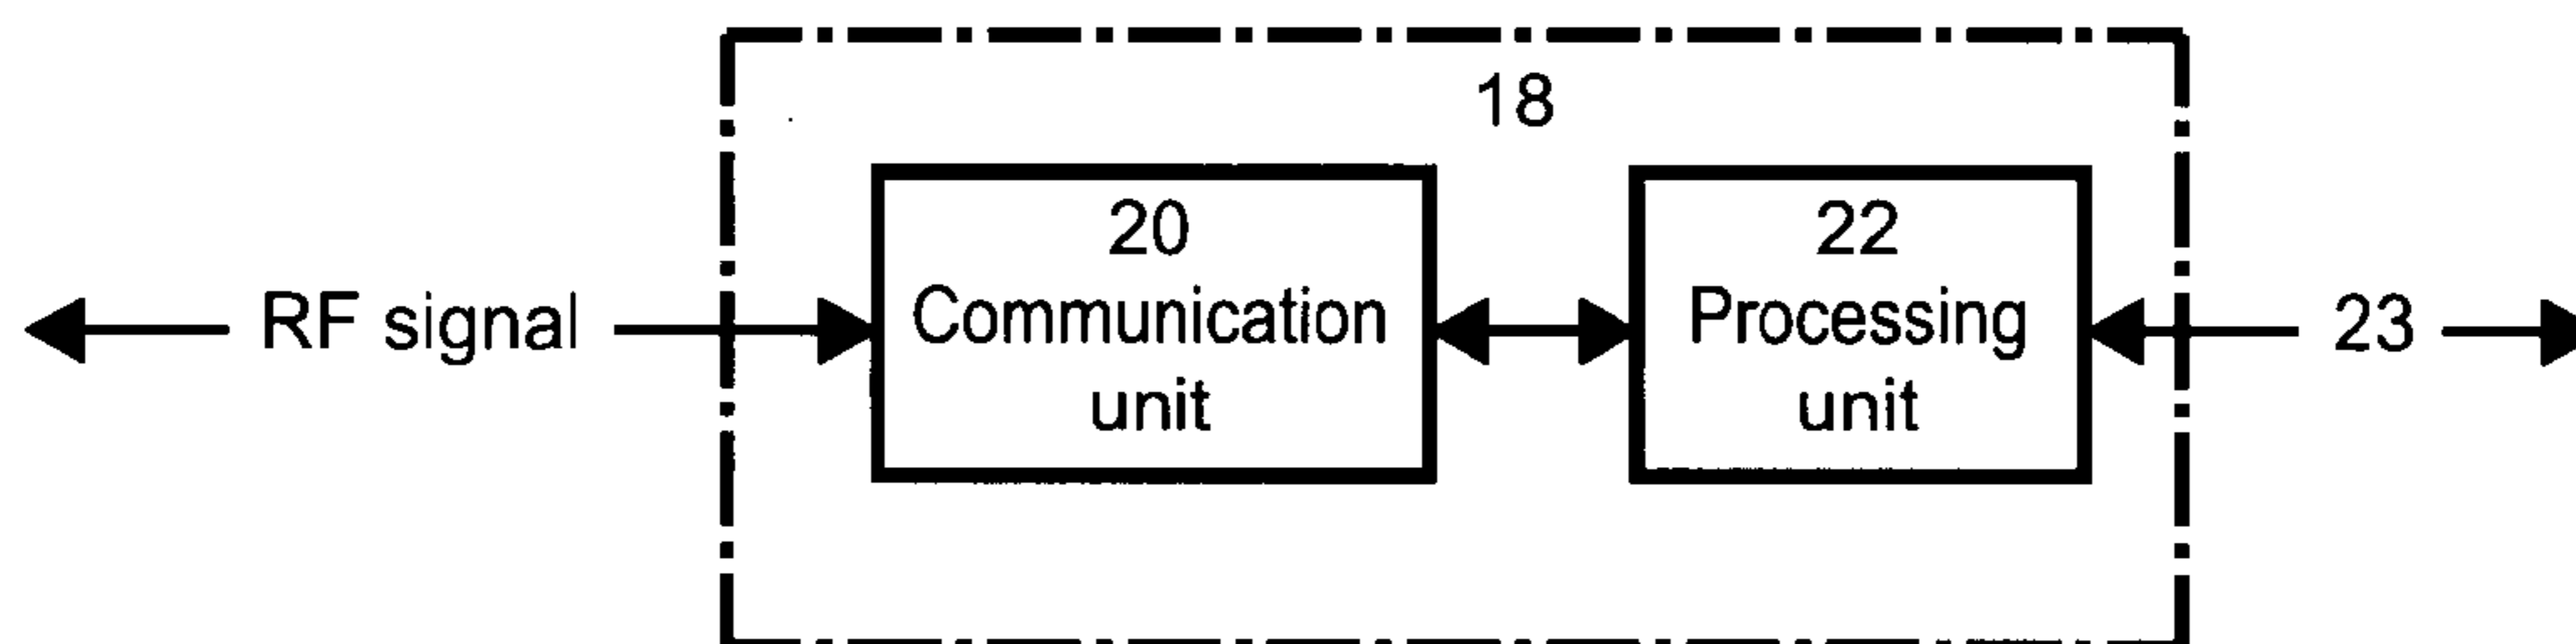 18
20
Communication
unit
22
Processing
unit
RF signal
23